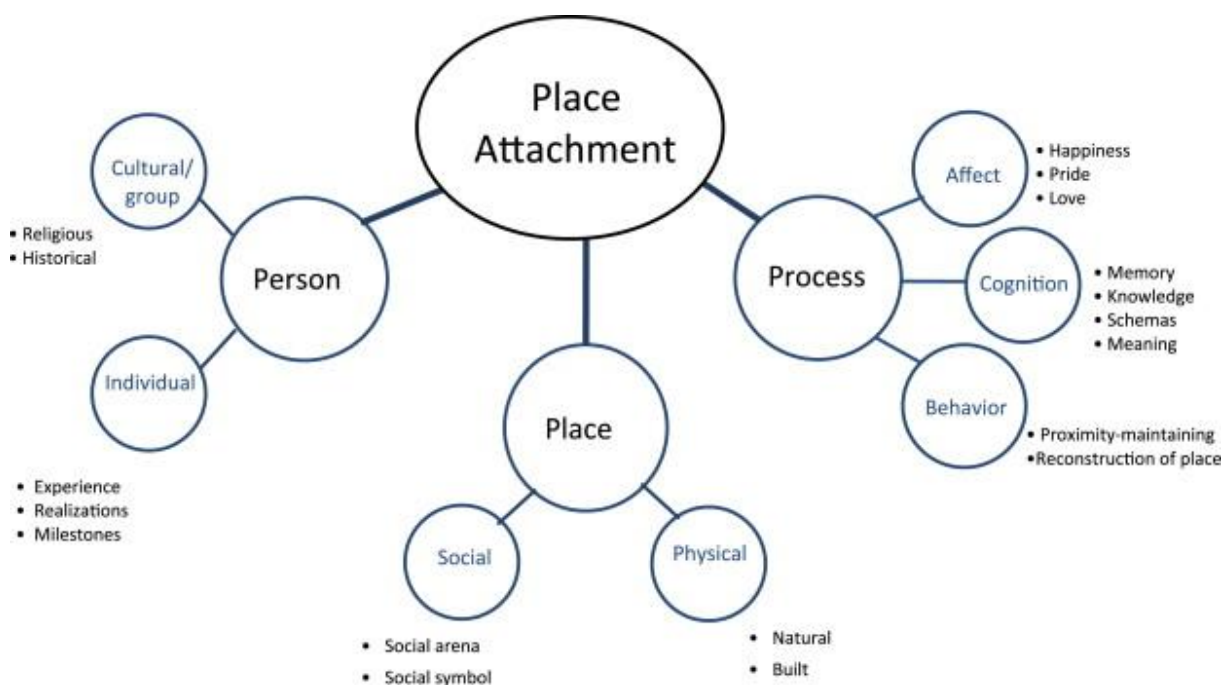 Place
Attachment
Cultural/
group
• Religious
• Historical
Person
Individual
• Experience
• Realizations
• Milestones
Place
Social
• Social arena
• Social symbol
Physical
• Natural
• Built
Process
Affect
• Happiness
• Pride
• Love
Cognition
• Memory
• Knowledge
• Schemas
• Meaning
Behavior
• Proximity-maintaining
•Reconstruction of place